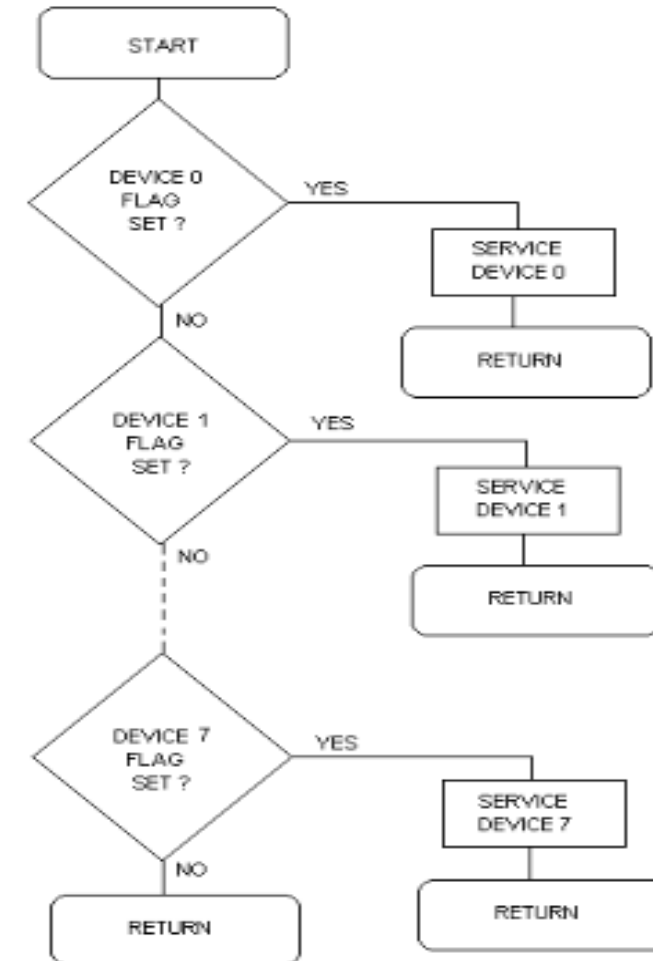 START
DEVICE 0
FLAG
SET ?
YES
SERVICE
DEVICE 0
NO
RETURN
DEVICE 1
FLAG
SET ?
YES
SERVICE
DEVICE 1
NO
RETURN
DEVICE 7
FLAG
SET ?
YES
SERVICE
DEVICE 7
NO
RETURN
RETURN